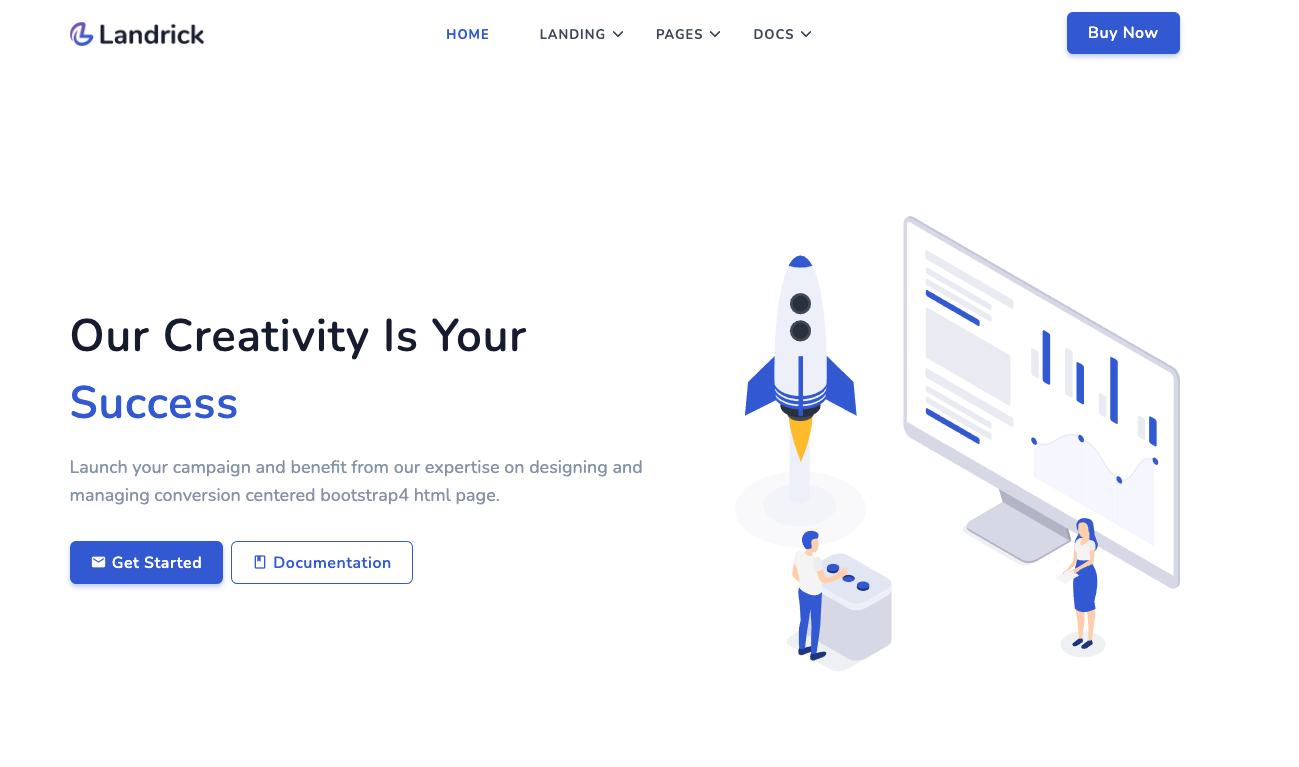 Landrick
HOME LANDING PAGES DOCS
Buy Now
Our Creativity Is Your
Success
Launch your campaign and benefit from our expertise on designing and
managing conversion centered bootstrap4 html page.
Get Started
Documentation